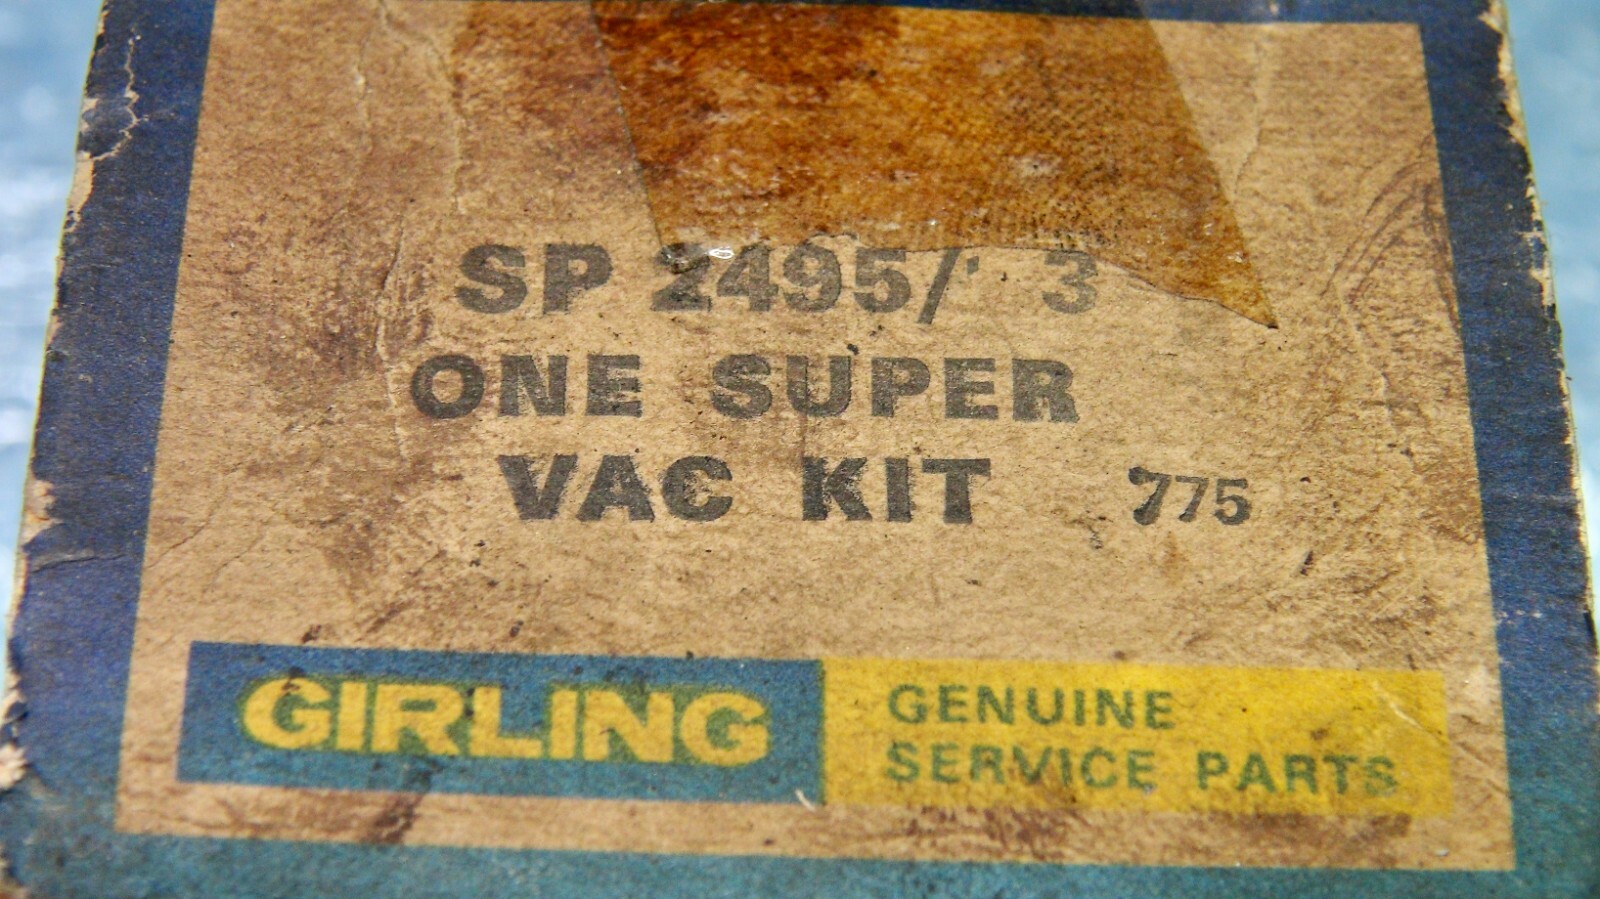 SP 2495/ 3
ONE SUPER
VAC KIT 775
GIRLING
GENUINE
SERVICE PARTS